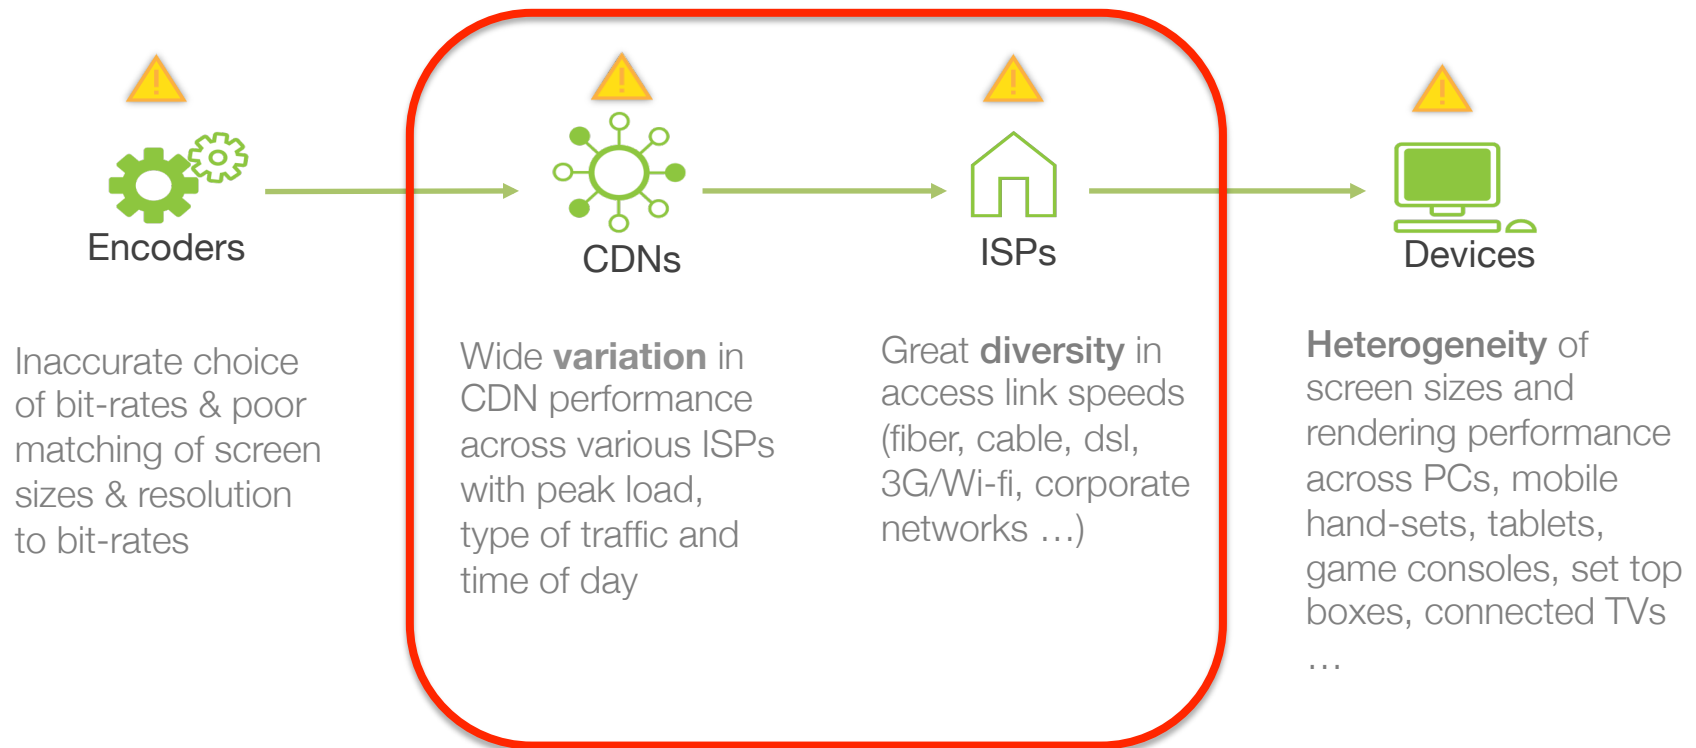 Encoders
CDNs
ISPs
Devices
Inaccurate choice
of bit-rates & poor
matching of screen
sizes & resolution
to bit-rates
Wide variation in
CDN performance
across various ISPs
with peak load,
type of traffic and
time of day
Great diversity in
access link speeds
(fiber, cable, dsl,
3G/Wi-fi, corporate
networks …)
Heterogeneity of
screen sizes and
rendering performance
across PCs, mobile
hand-sets, tablets,
game consoles, set top
boxes, connected TVs
…